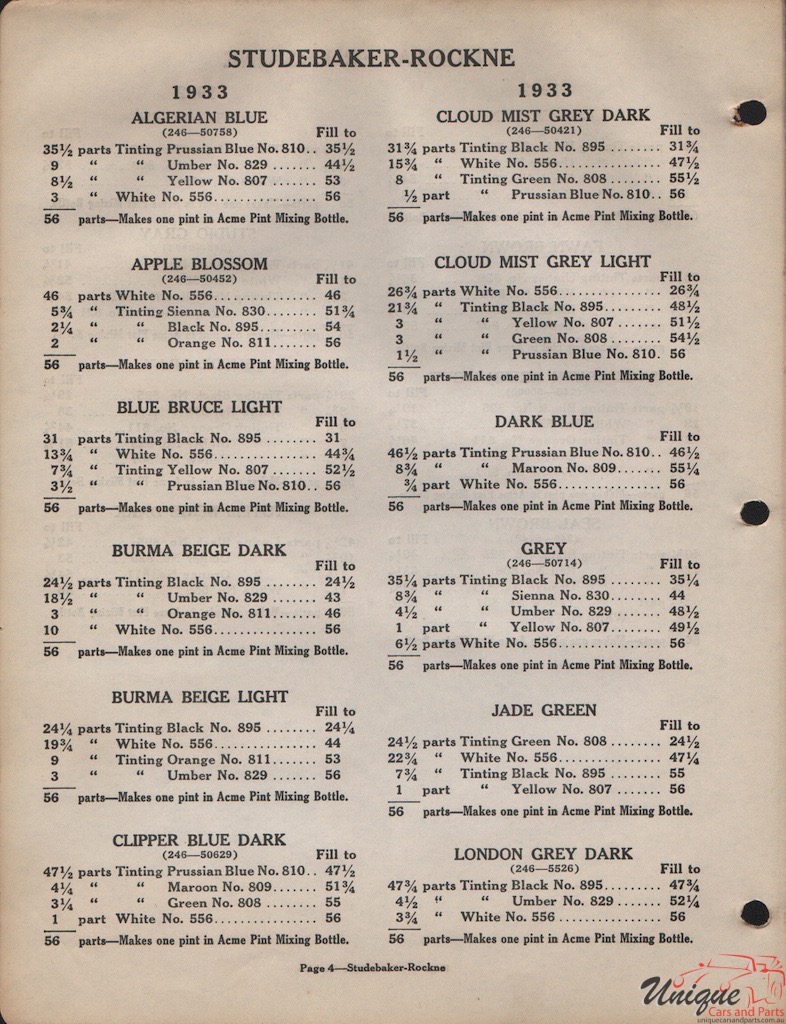 STUDEBAKER-ROCKNE
1933
ALGERIAN BLUE
(246—50758) Fill to
35½ parts Tinting Prussian Blue No. 810.. 35½
9 “ “ Umber No. 829 ....... 44½
8½ “ “ Yellow No. 807 ....... 53
3 “ White No. 556................ 56
56 parts—Makes one pint in Acme Pint Mixing Bottle.
APPLE BLOSSOM
(246—50452) Fill to
46 parts White No. 556................ 46
5¾ “ Tinting Sienna No. 830........ 51¾
2¼ “ “ Black No. 895......... 54
2 “ “ Orange No. 811....... 56
56 parts—Makes one pint in Acme Pint Mixing Bottle.
BLUE BRUCE LIGHT
Fill to
31 parts Tinting Black No. 895 ........ 31
13¾ “ White No. 556................ 44¾
7¾ “ Tinting Yellow No. 807 ....... 52½
3½ “ “ Prussian Blue No. 810.. 56
56 parts—Makes one pint in Acme Pint Mixing Bottle.
BURMA BEIGE DARK
Fill to
24½ parts Tinting Black No. 895 ........ 24½
18½ “ “ Umber No. 829 ....... 43
3 “ “ Orange No. 811....... 46
10 “ White No. 556................ 56
56 parts—Makes one pint in Acme Pint Mixing Bottle.
BURMA BEIGE LIGHT
Fill to
24¼ parts Tinting Black No. 895 ........ 24¼
19¾ “ White No. 556................ 44
9 “ Tinting Orange No. 811....... 53
3 “ “ Umber No. 829 ....... 56
56 parts—Makes one pint in Acme Pint Mixing Bottle.
CLIPPER BLUE DARK
(246—50629) Fill to
47½ parts Tinting Prussian Blue No. 810.. 47½
4¼ “ “ Maroon No. 809....... 51¾
3¼ “ “ Green No. 808 ........ 55
1 part White No. 556................ 56
56 parts—Makes one pint in Acme Pint Mixing Bottle.
1933
CLOUD MIST GREY DARK
(246—50421) Fill to
31¾ parts Tinting Black No. 895 ........ 31¾
15¾ “ White No. 556................ 47½
8 “ Tinting Green No. 808 ........ 55½
½ part “ Prussian Blue No. 810.. 56
56 parts—Makes one pint in Acme Pint Mixing Bottle.
CLOUD MIST GREY LIGHT
Fill to
26¾ parts White No. 556................ 26¾
21¾ “ Tinting Black No. 895......... 48½
3 “ “ Yellow No. 807 ....... 51½
3 “ “ Green No. 808 ........ 54½
1½ “ “ Prussian Blue No. 810. 56
56 parts—Makes one pint in Acme Pint Mixing Bottle.
DARK BLUE
Fill to
46½ parts Tinting Prussian Blue No. 810.. 46½
8¾ “ “ Maroon No. 809....... 55¼
¾ part White No. 556................ 56
56 parts—Makes one pint in Acme Pint Mixing Bottle.
GREY
(246—50714) Fill to
35¼ parts Tinting Black No. 895 ........ 35¼
8¾ “ “ Sienna No. 830........ 44
4½ “ “ Umber No. 829 ....... 48½
1 part “ Yellow No. 807........ 49½
6½ parts White No. 556................ 56
56 parts—Makes one pint in Acme Pint Mixing Bottle.
JADE GREEN
Fill to
24½ parts Tinting Green No. 808 ........ 24½
22¾ “ White No. 556................ 47¼
7¾ “ Tinting Black No. 895 ........ 55
1 part “ Yellow No. 807 ....... 56
56 parts—Makes one pint in Acme Pint Mixing Bottle.
LONDON GREY DARK
(246—5526) Fill to
47¾ parts Tinting Black No. 895......... 47¾
4½ “ “ Umber No. 829 ....... 52¼
3¾ “ White No. 556 ................ 56
56 parts—Makes one pint in Acme Pint Mixing Bottle.
Page 4—Studebaker-Rockne
Unique
Cars and Parts
uniquecarsandparts.com.au